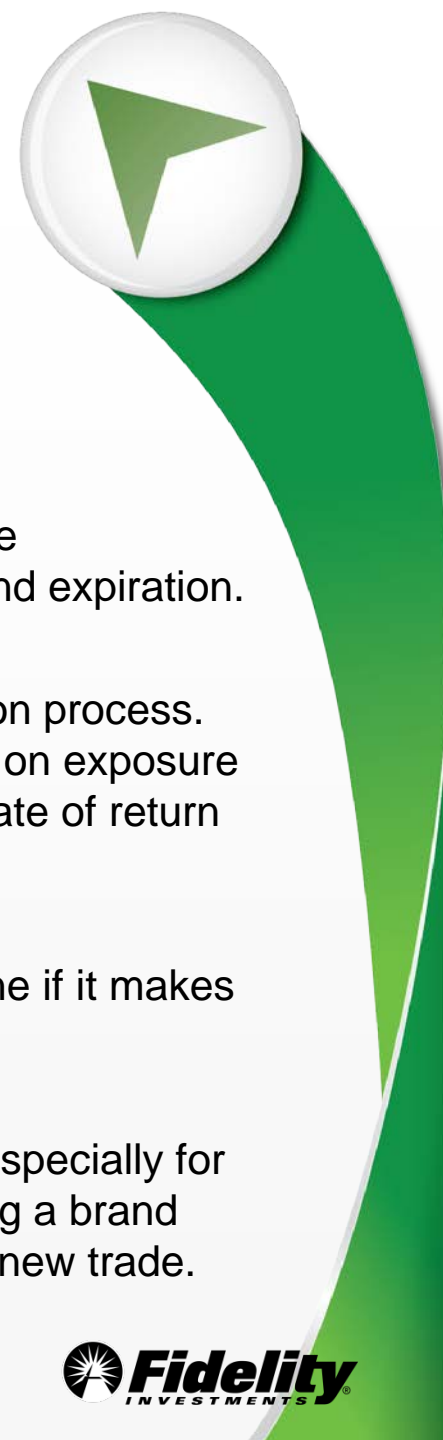 e
nd expiration.
on process.
on exposure
ate of return
ne if it makes
specially for
g a brand
new trade.
Fidelity
INVESTMENTS